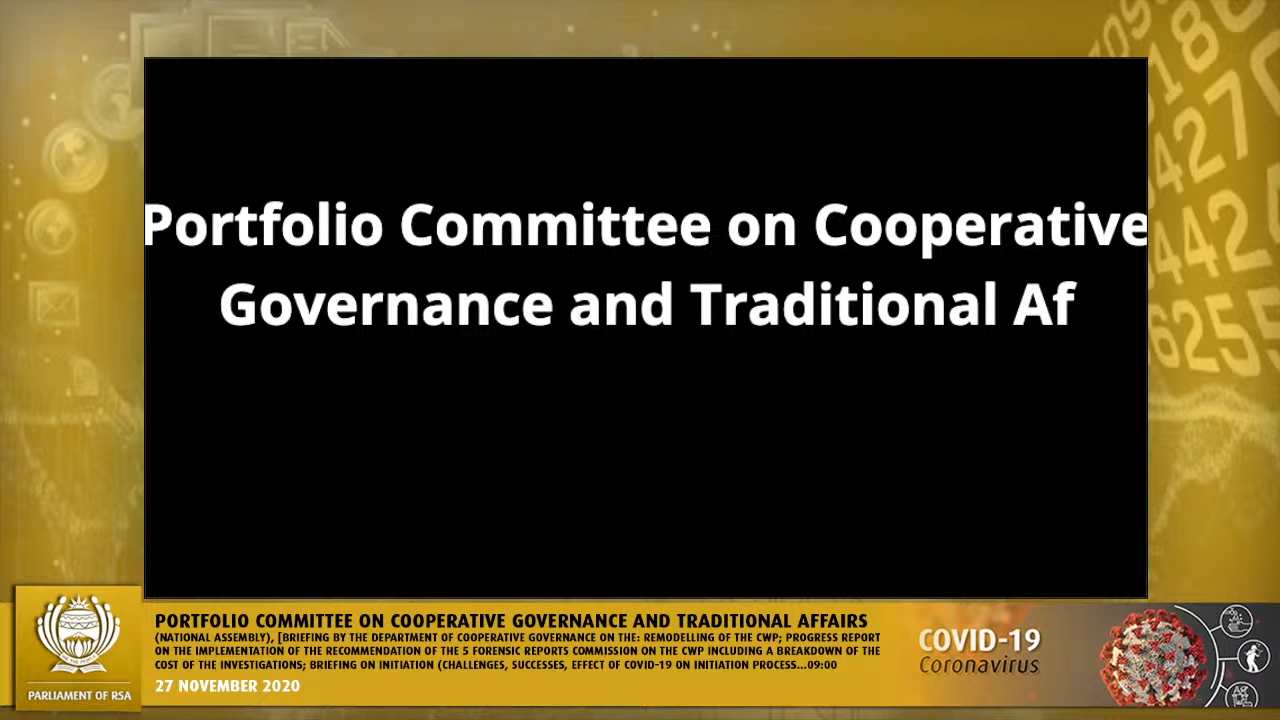 Portfolio Committee on Cooperative
Governance and Traditional Af
PORTFOLIO COMMITTEE ON COOPERATIVE GOVERNANCE AND TRADITIONAL AFFAIRS
(NATIONAL ASSEMBLY), [BRIEFING BY THE DEPARTMENT OF COOPERATIVE GOVERNANCE ON THE: REMODELLING OF THE CWP; PROGRESS REPORT
ON THE IMPLEMENTATION OF THE RECOMMENDATION OF THE 5 FORENSIC REPORTS COMMISSION ON THE CWP INCLUDING A BREAKDOWN OF THE
COST OF THE INVESTIGATIONS; BRIEFING ON INITIATION (CHALLENGES, SUCCESSES, EFFECT OF COVID-19 ON INITIATION PROCESS...09:00
27 NOVEMBER 2020
PARLIAMENT OF RSA
COVID-19
Coronavirus